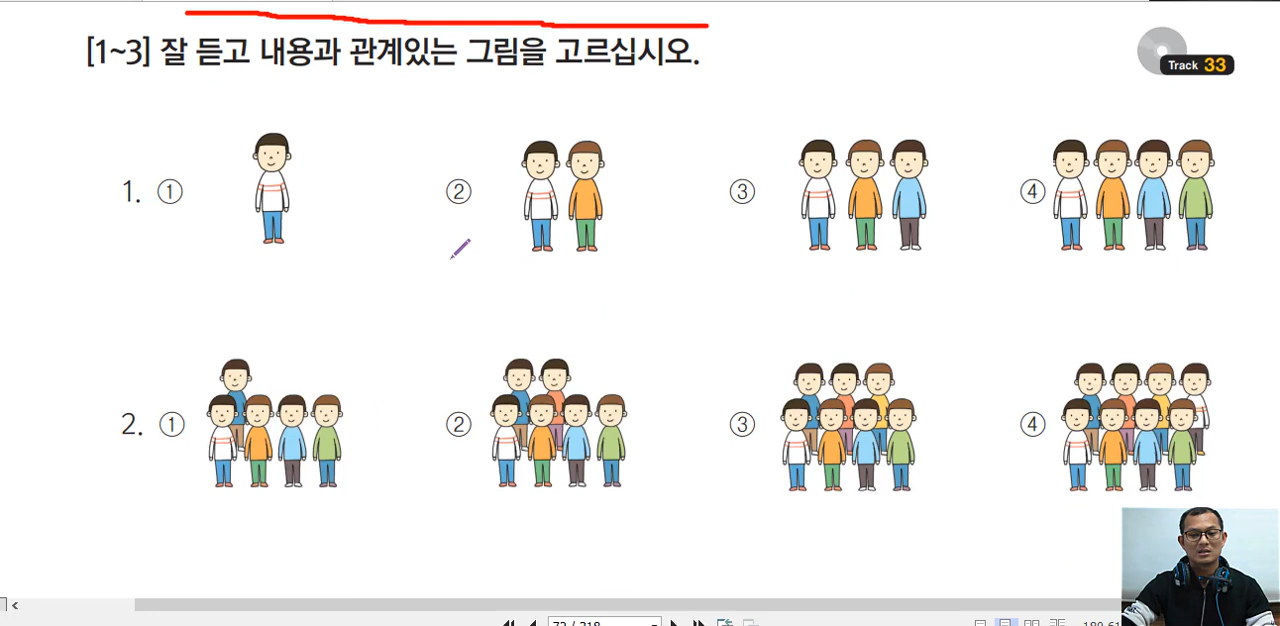 [1~3] 잘 듣고 내용과 관계있는 그림을 고르십시오.
Track 33
1. ① ② ③ ④
2. ① ② ③ ④